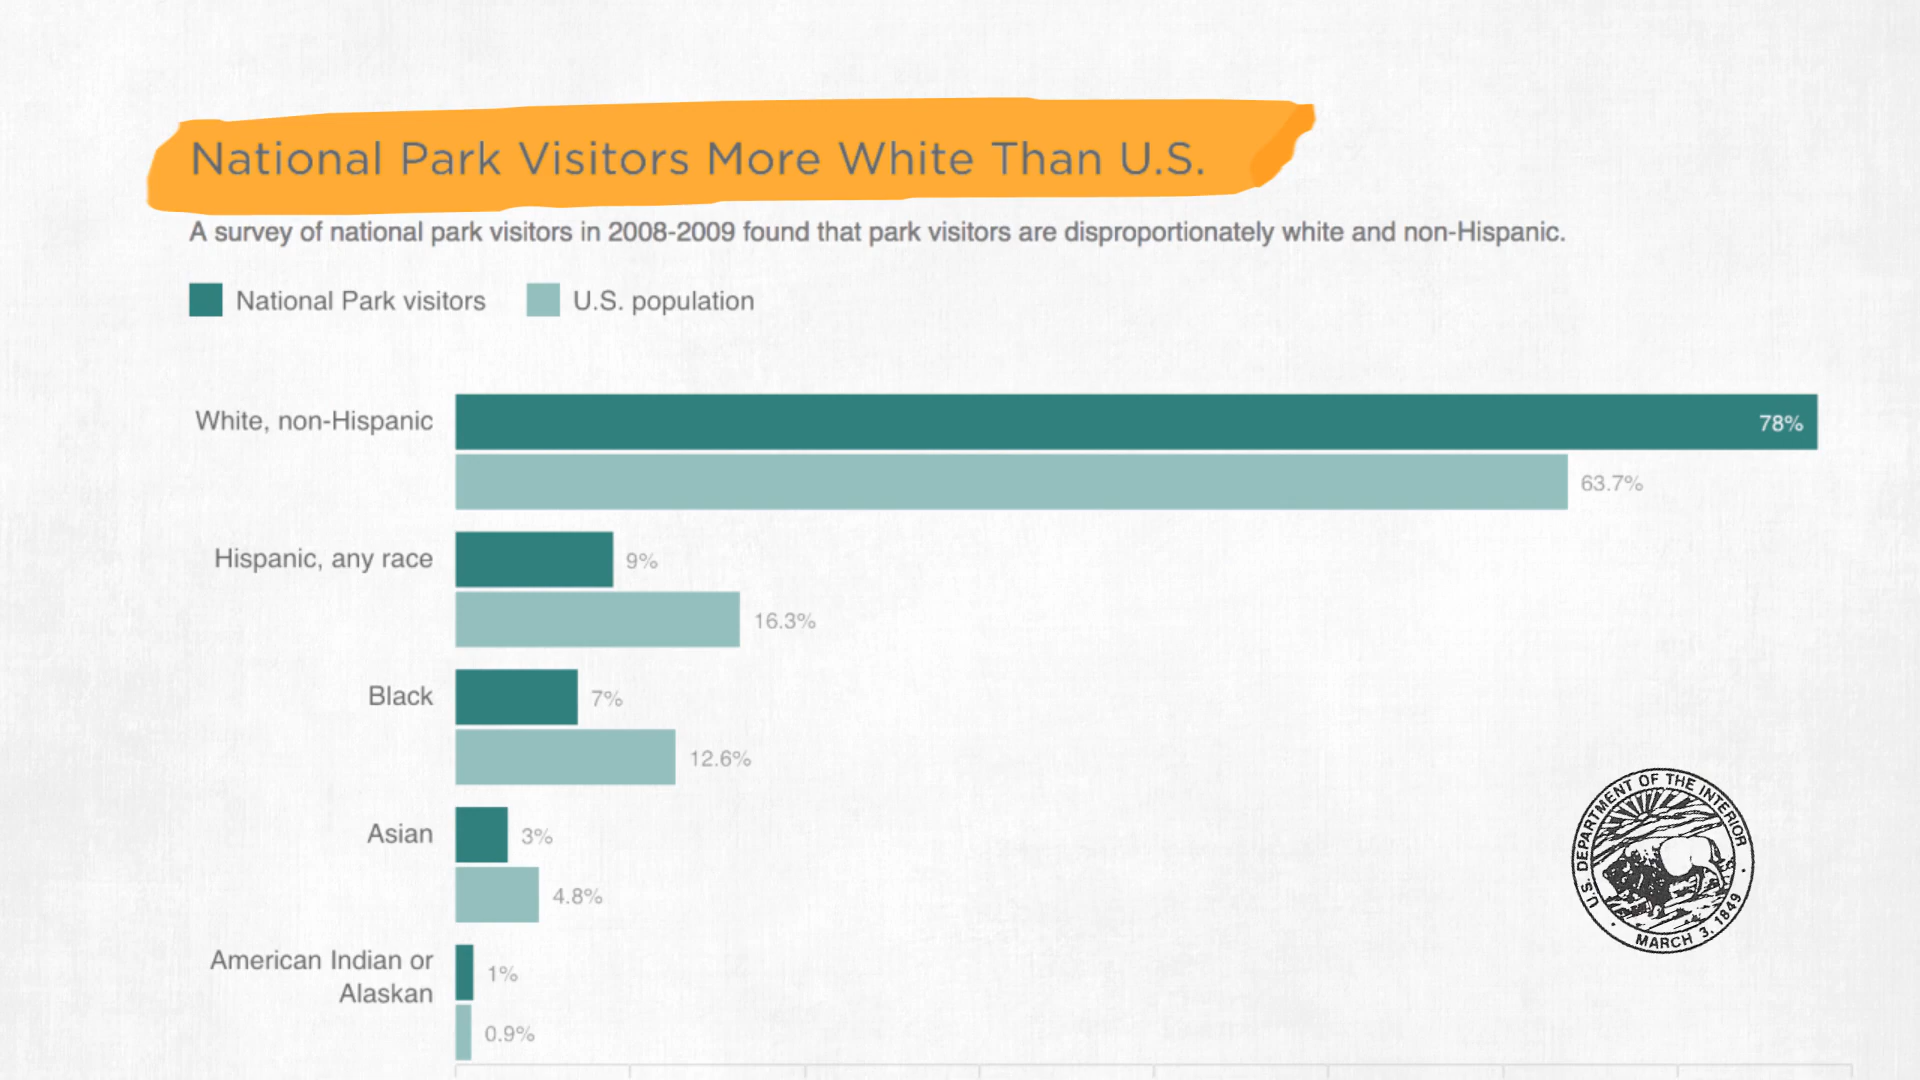 National Park Visitors More White Than U.S.
A survey of national park visitors in 2008-2009 found that park visitors are disproportionately white and non-Hispanic.
National Park visitors U.S. population
White, non-Hispanic
78%
63.7%
Hispanic, any race
9%
16.3%
Black
7%
12.6%
Asian
3%
4.8%
American Indian or
Alaskan
1%
0.9%
U.S. DEPARTMENT OF THE INTERIOR
MARCH 3, 1849